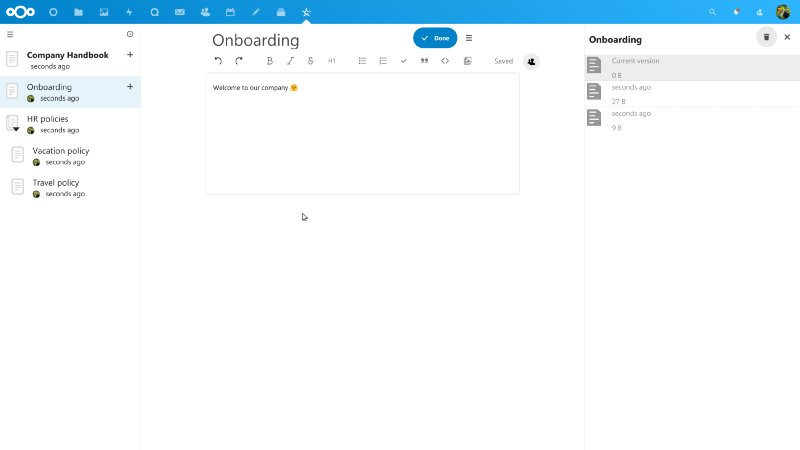 Company Handbook
seconds ago
Onboarding
seconds ago
HR policies
seconds ago
Vacation policy
seconds ago
Travel policy
seconds ago
Onboarding
Done
B I S H1
Saved
Welcome to our company 🤗
Onboarding
Current version
0 B
seconds ago
27 B
seconds ago
9 B